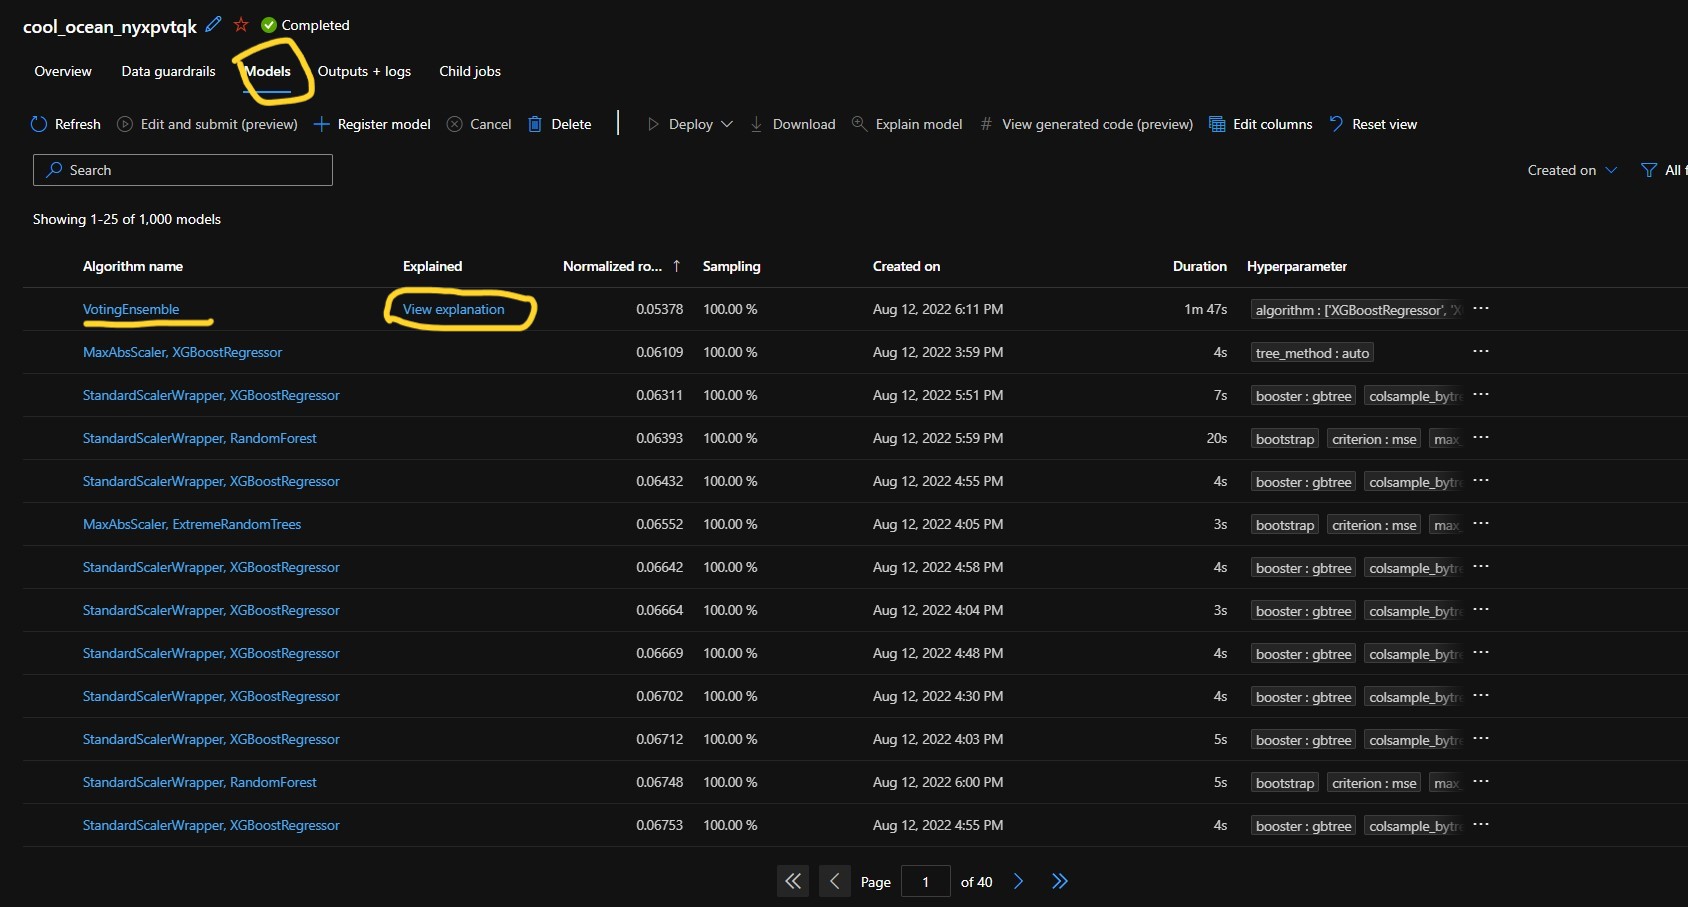 cool_ocean_nyxpvtqk Completed
Overview Data guardrails Models Outputs + logs Child jobs
Refresh Edit and submit (preview) Register model Cancel Delete Deploy Download Explain model # View generated code (preview) Edit columns Reset view
Search Created on All
Showing 1-25 of 1,000 models
Algorithm name Explained Normalized ro... ↑ Sampling Created on Duration Hyperparameter
VotingEnsemble View explanation 0.05378 100.00 % Aug 12, 2022 6:11 PM 1m 47s algorithm : ['XGBoostRegressor', 'X ...
MaxAbsScaler, XGBoostRegressor 0.06109 100.00 % Aug 12, 2022 3:59 PM 4s tree_method : auto ...
StandardScalerWrapper, XGBoostRegressor 0.06311 100.00 % Aug 12, 2022 5:51 PM 7s booster : gbtree colsample_bytre ...
StandardScalerWrapper, RandomForest 0.06393 100.00 % Aug 12, 2022 5:59 PM 20s bootstrap criterion : mse max_ ...
StandardScalerWrapper, XGBoostRegressor 0.06432 100.00 % Aug 12, 2022 4:55 PM 4s booster : gbtree colsample_bytre ...
MaxAbsScaler, ExtremeRandomTrees 0.06552 100.00 % Aug 12, 2022 4:05 PM 3s bootstrap criterion : mse max_ ...
StandardScalerWrapper, XGBoostRegressor 0.06642 100.00 % Aug 12, 2022 4:58 PM 4s booster : gbtree colsample_bytre ...
StandardScalerWrapper, XGBoostRegressor 0.06664 100.00 % Aug 12, 2022 4:04 PM 3s booster : gbtree colsample_bytre ...
StandardScalerWrapper, XGBoostRegressor 0.06669 100.00 % Aug 12, 2022 4:48 PM 4s booster : gbtree colsample_bytre ...
StandardScalerWrapper, XGBoostRegressor 0.06702 100.00 % Aug 12, 2022 4:30 PM 4s booster : gbtree colsample_bytre ...
StandardScalerWrapper, XGBoostRegressor 0.06712 100.00 % Aug 12, 2022 4:03 PM 5s booster : gbtree colsample_bytre ...
StandardScalerWrapper, RandomForest 0.06748 100.00 % Aug 12, 2022 6:00 PM 5s bootstrap criterion : mse max_ ...
StandardScalerWrapper, XGBoostRegressor 0.06753 100.00 % Aug 12, 2022 4:55 PM 4s booster : gbtree colsample_bytre ...
Page 1 of 40